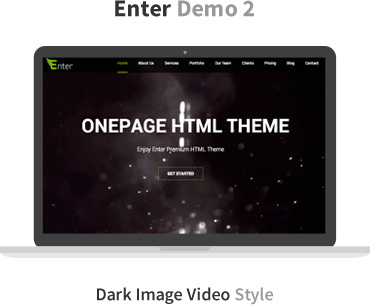 Enter Demo 2
Enter Home About Us Services Portfolio Our Team Clients Pricing Blog Contact
ONEPAGE HTML THEME
Enjoy Enter Premium HTML Theme
GET STARTED
Dark Image Video Style